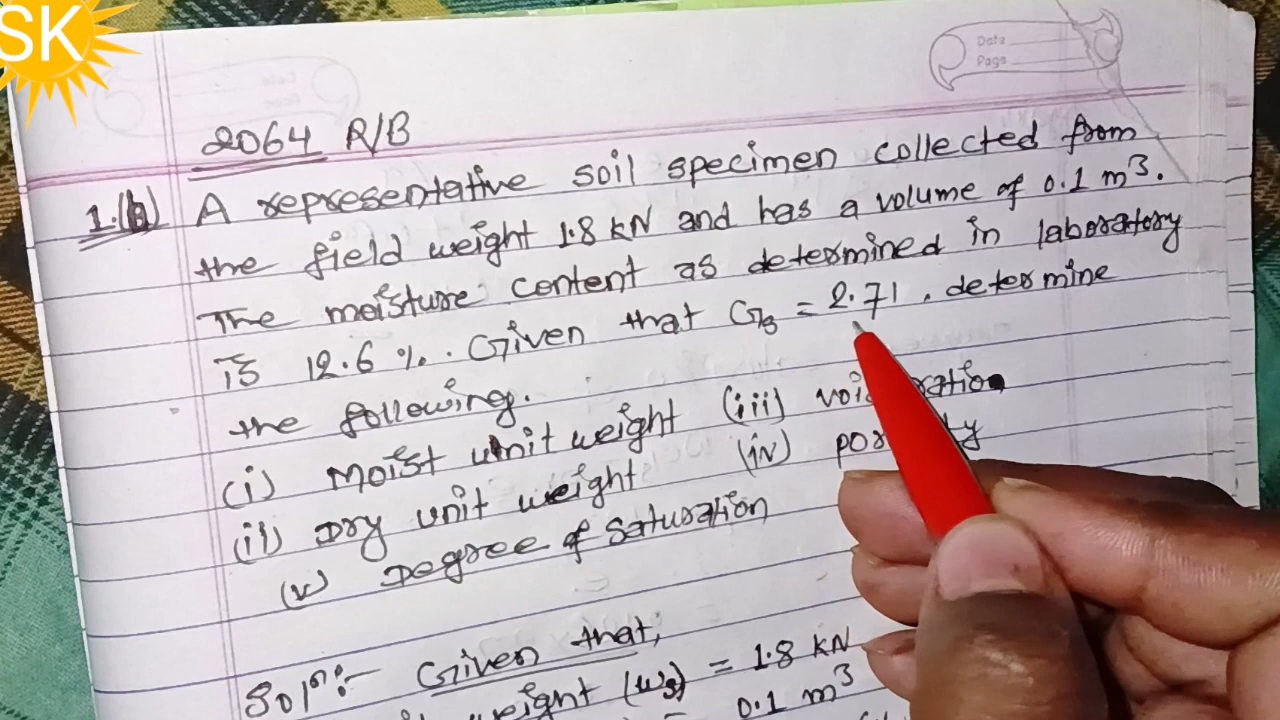 SK
Date
Page
2064 R/B
1.(b) A representative soil specimen collected from
the field weight 1.8 kN and has a volume of 0.1 m³.
The moisture content as determined in laboratory
is 12.6 %. Given that Gs = 2.71, determine
the following.
(i) Moist unit weight (iii) void ration
(ii) Dry unit weight (iv)
(v) Degree of saturation
Solⁿ:- Given that,
weight (ws) = 1.8 kN
= 0.1 m³